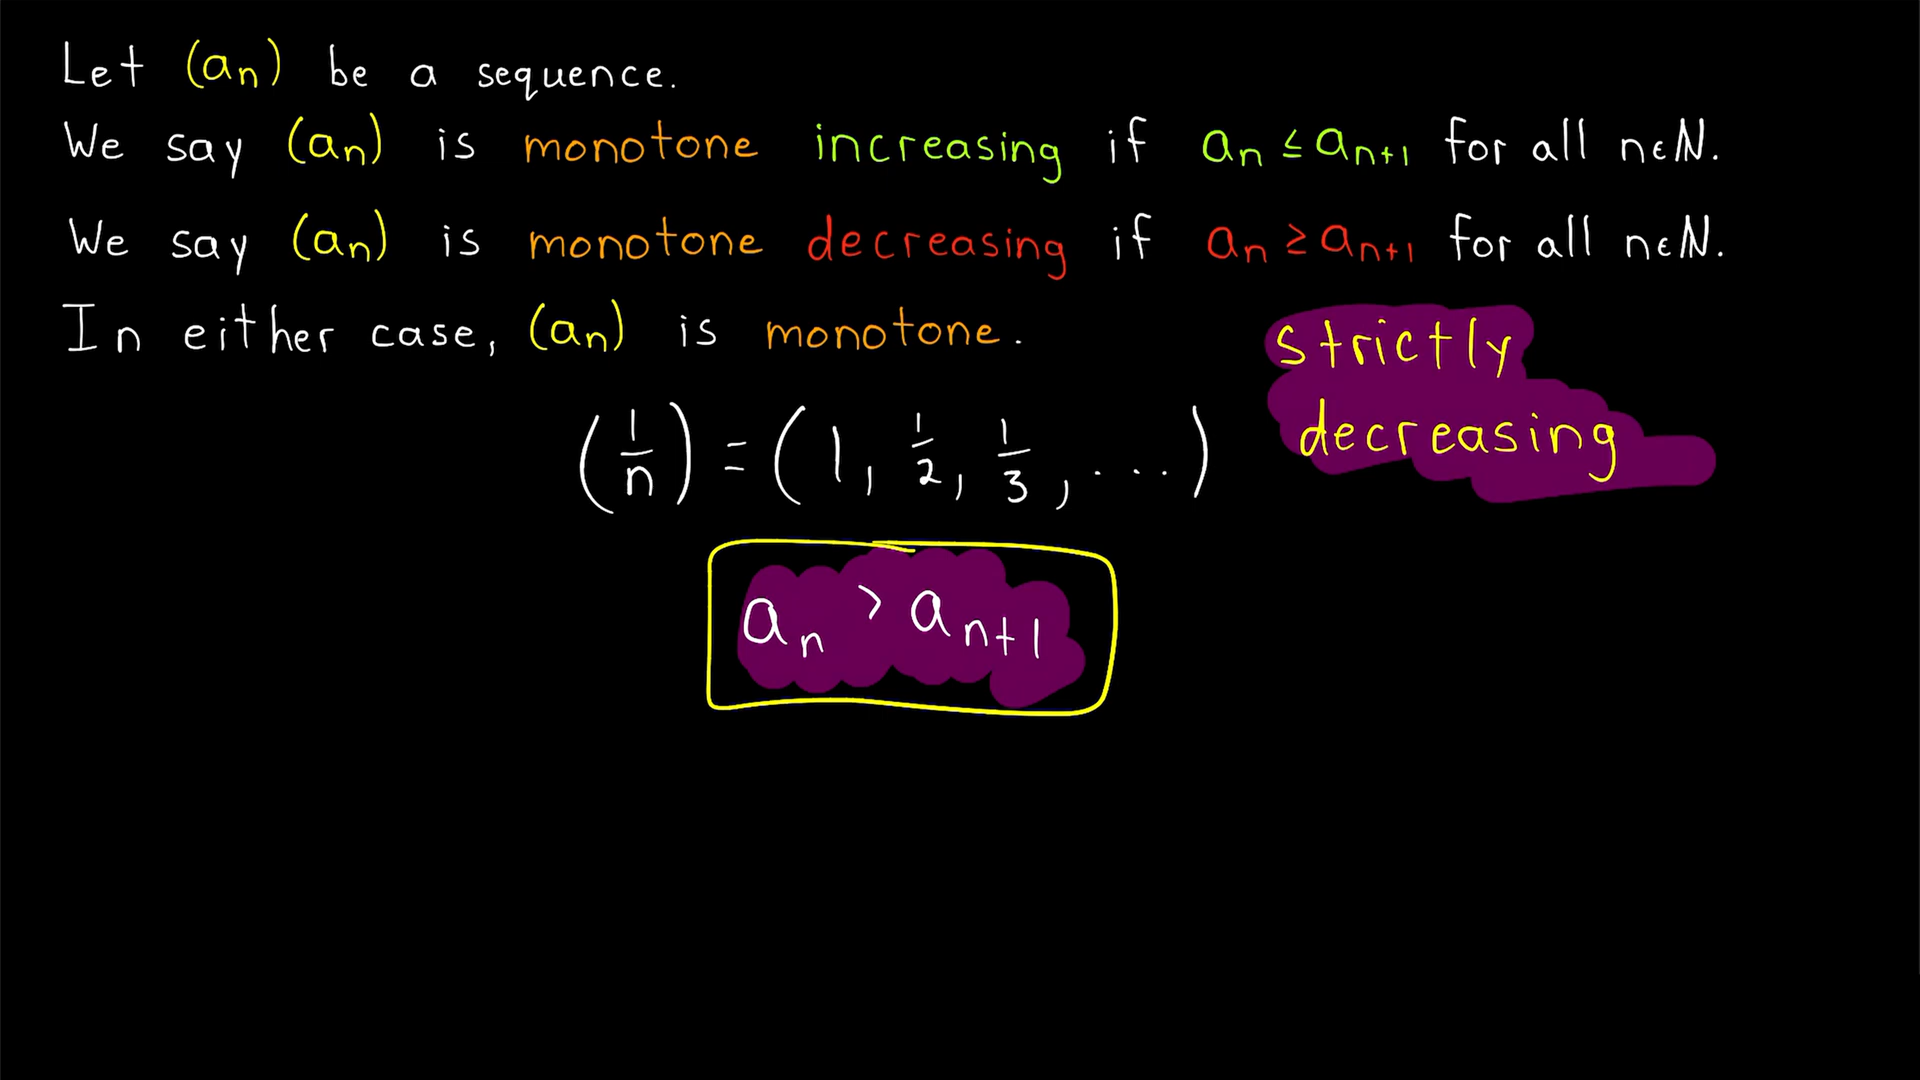 Let (aₙ) be a sequence.
We say (aₙ) is monotone increasing if aₙ ≤ aₙ₊₁ for all n∈ℕ.
We say (aₙ) is monotone decreasing if aₙ ≥ aₙ₊₁ for all n∈ℕ.
In either case, (aₙ) is monotone.
strictly
decreasing
(1/n) = (1, 1/2, 1/3, ...)
aₙ > aₙ₊₁